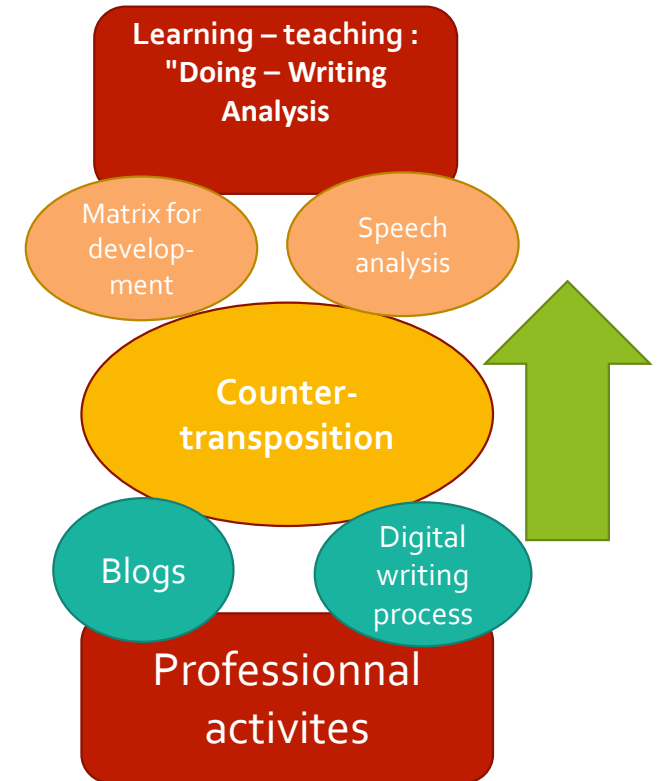 Learning – teaching :
"Doing – Writing
Analysis
Matrix for
develop-
ment
Speech
analysis
Counter-
transposition
Blogs
Digital
writing
process
Professionnal
activites